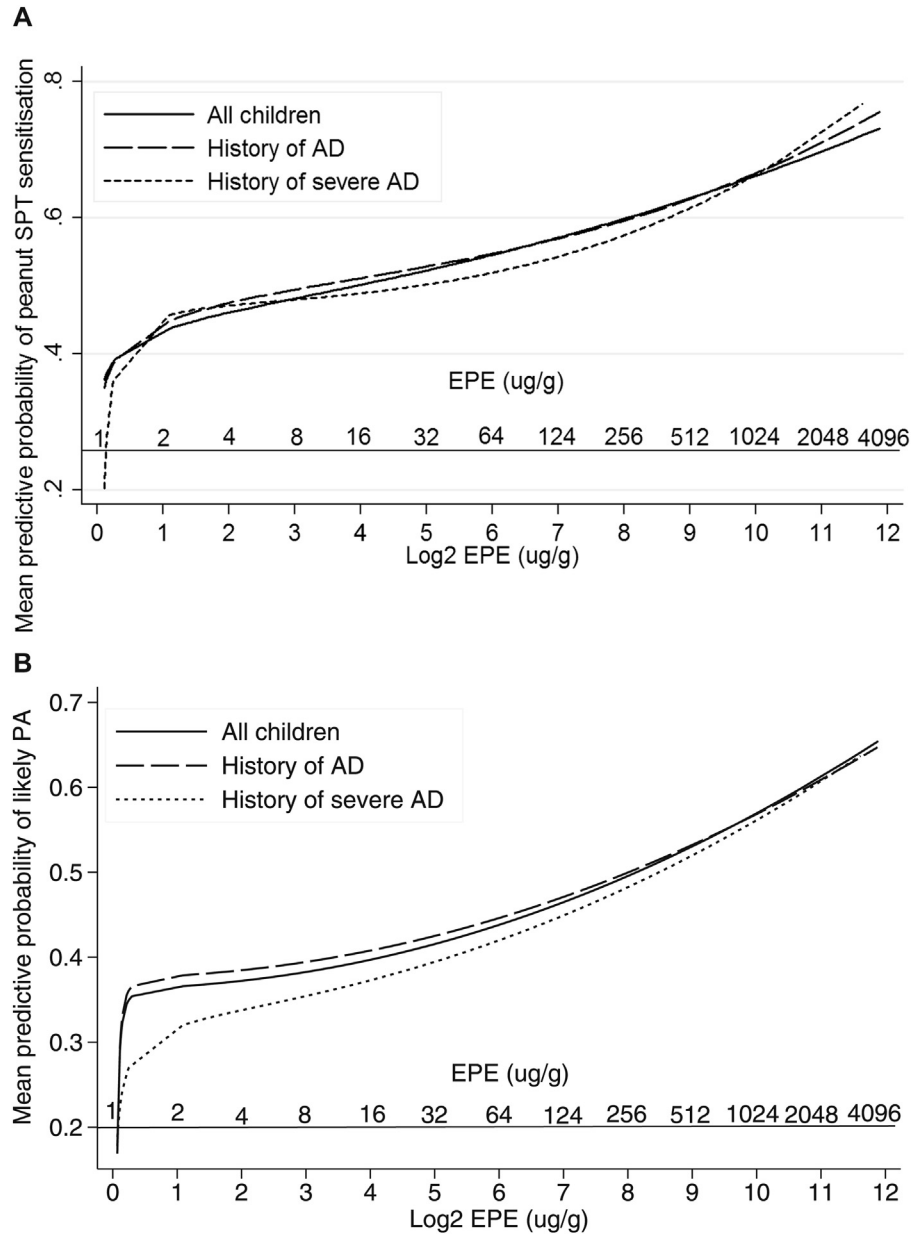 A
Mean predictive probability of peanut SPT sensitisation
.8
.6
.4
.2
All children
History of AD
History of severe AD
EPE (ug/g)
1 2 4 8 16 32 64 124 256 512 1024 2048 4096
0 1 2 3 4 5 6 7 8 9 10 11 12
Log2 EPE (ug/g)
B
Mean predictive probability of likely PA
0.7
0.6
0.5
0.4
0.3
0.2
All children
History of AD
History of severe AD
EPE (ug/g)
1 2 4 8 16 32 64 124 256 512 1024 2048 4096
0 1 2 3 4 5 6 7 8 9 10 11 12
Log2 EPE (ug/g)